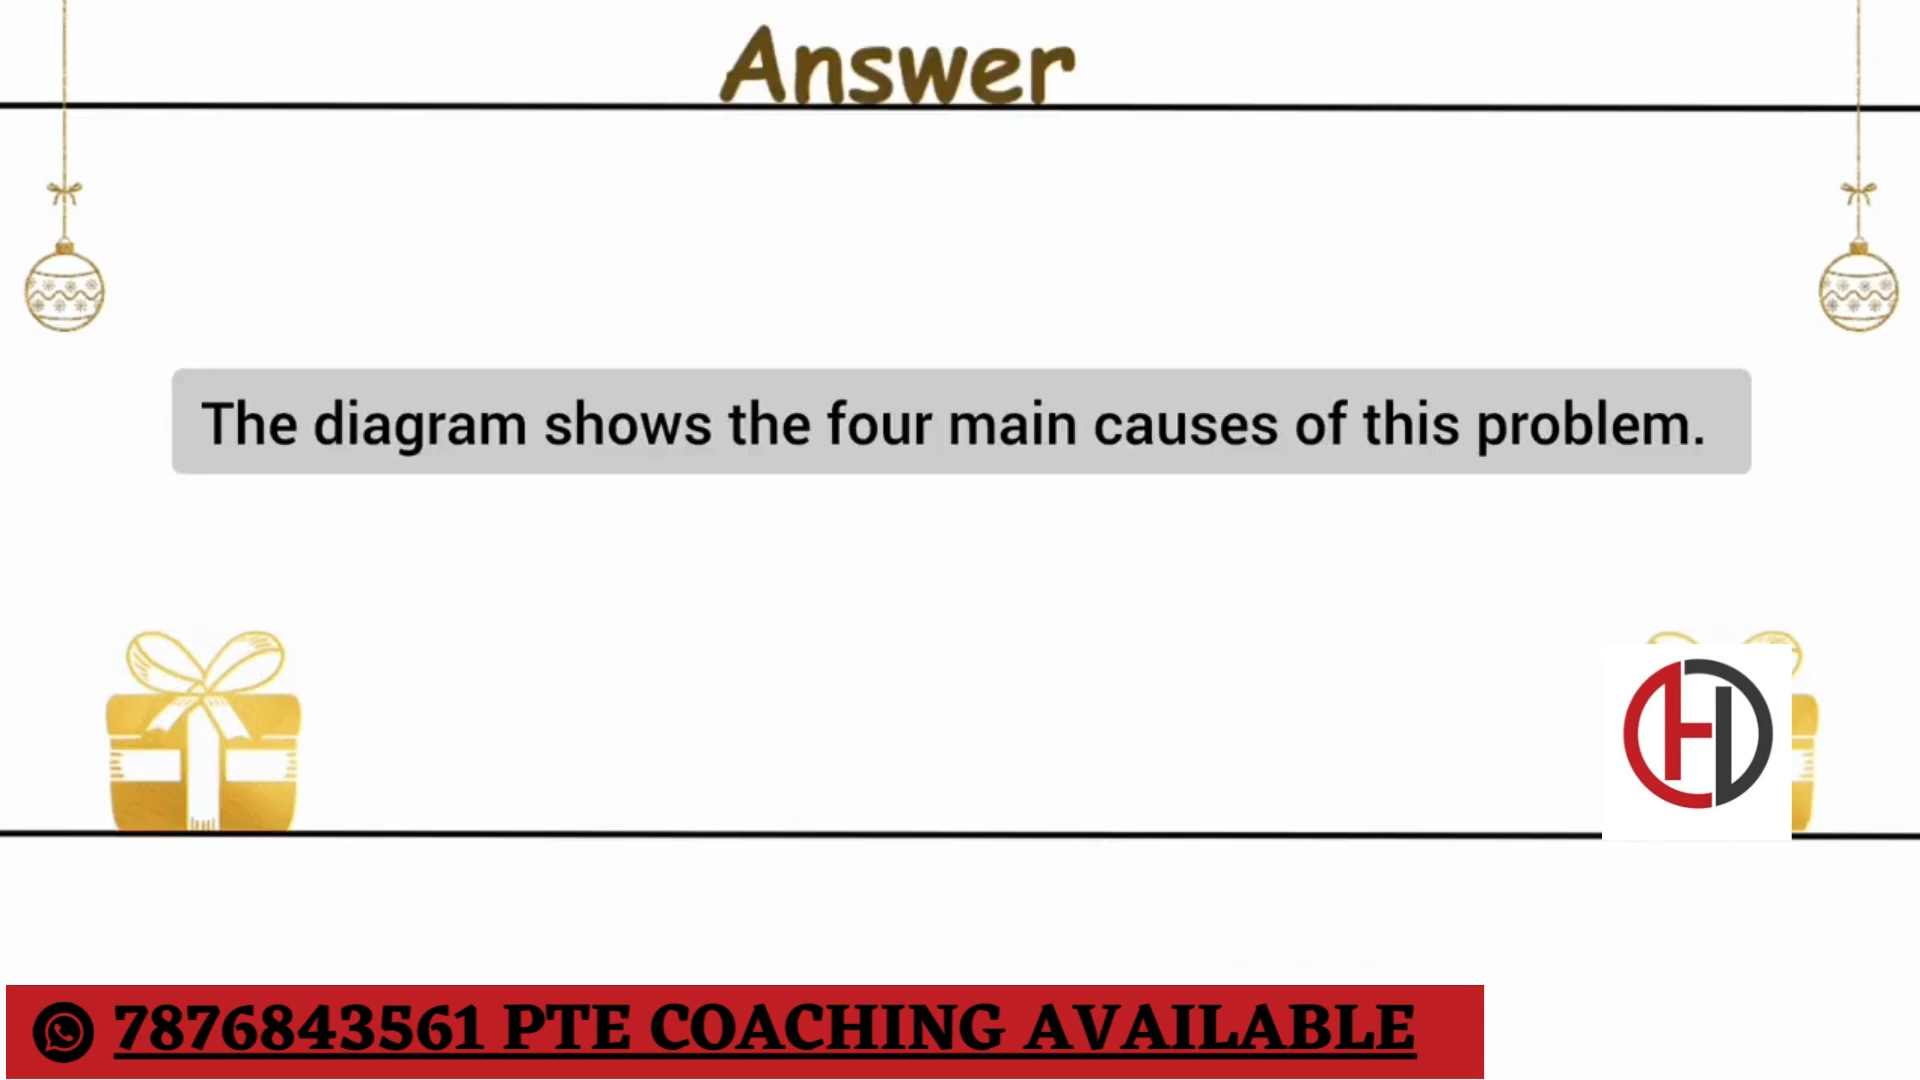 Answer
The diagram shows the four main causes of this problem.
7876843561 PTE COACHING AVAILABLE